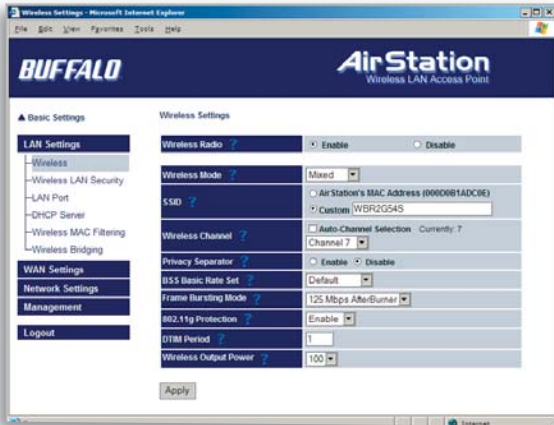 Wireless Settings - Microsoft Internet Explorer
File Edit View Favorites Tools Help
BUFFALO
AirStation
Wireless LAN Access Point
Basic Settings
LAN Settings
Wireless
Wireless LAN Security
LAN Port
DHCP Server
Wireless MAC Filtering
Wireless Bridging
WAN Settings
Network Settings
Management
Logout
Wireless Settings
Wireless Radio ? Enable Disable
Wireless Mode ? Mixed
SSID ? AirStation's MAC Address (000D0B1ADC0E)
Custom WBR2G54S
Wireless Channel ? Auto-Channel Selection Currently: 7
Channel 7
Privacy Separator ? Enable Disable
BSS Basic Rate Set ? Default
Frame Bursting Mode ? 125 Mbps AfterBurner
802.11g Protection ? Enable
DTIM Period ? 1
Wireless Output Power ? 100
Apply
Internet